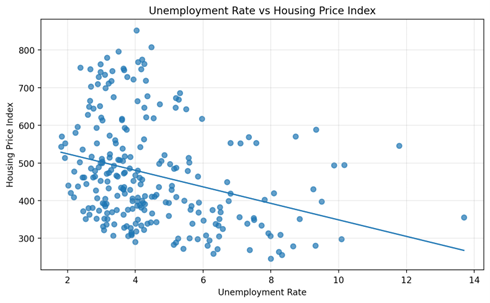 Unemployment Rate vs Housing Price Index
Housing Price Index
800
700
600
500
400
300
2 4 6 8 10 12 14
Unemployment Rate